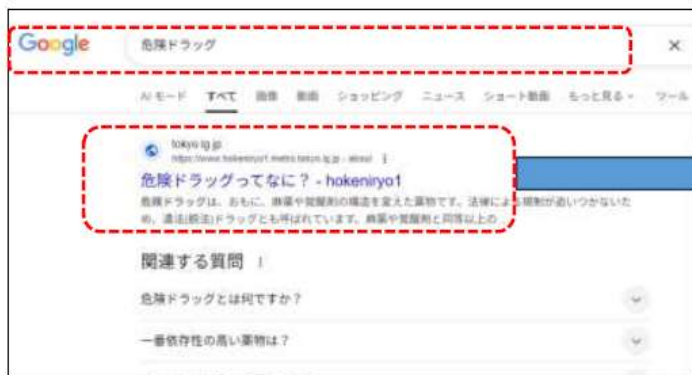 Google 危険ドラッグ ×
AI モード すべて 画像 動画 ショッピング ニュース ショート動画 もっと見る ツール
tokyo.lg.jp
危険ドラッグってなに？ - hokeniryo1
危険ドラッグは、おもに、麻薬や覚醒剤の構造を変えた薬物です。法律による規制が追いつかないた
め、違法(脱法)ドラッグとも呼ばれています。麻薬や覚醒剤と同等以上の
関連する質問
危険ドラッグとは何ですか？
一番依存性の高い薬物は？